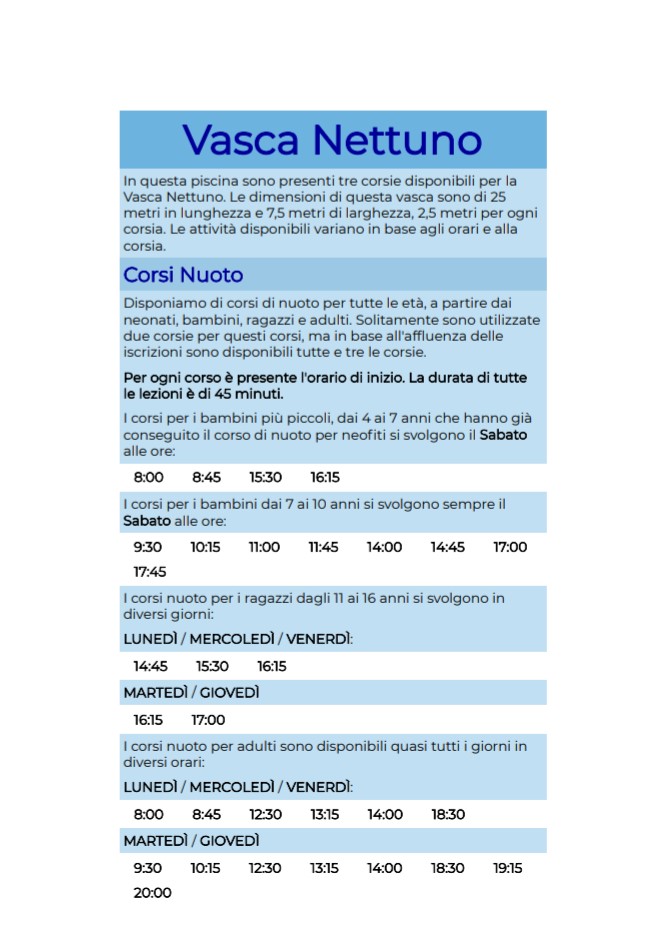 Vasca Nettuno
In questa piscina sono presenti tre corsie disponibili per la
Vasca Nettuno. Le dimensioni di questa vasca sono di 25
metri in lunghezza e 7,5 metri di larghezza, 2,5 metri per ogni
corsia. Le attività disponibili variano in base agli orari e alla
corsia.
Corsi Nuoto
Disponiamo di corsi di nuoto per tutte le età, a partire dai
neonati, bambini, ragazzi e adulti. Solitamente sono utilizzate
due corsie per questi corsi, ma in base all'affluenza delle
iscrizioni sono disponibili tutte e tre le corsie.
Per ogni corso è presente l'orario di inizio. La durata di tutte
le lezioni è di 45 minuti.
I corsi per i bambini più piccoli, dai 4 ai 7 anni che hanno già
conseguito il corso di nuoto per neofiti si svolgono il Sabato
alle ore:
8:00 8:45 15:30 16:15
I corsi per i bambini dai 7 ai 10 anni si svolgono sempre il
Sabato alle ore:
9:30 10:15 11:00 11:45 14:00 14:45 17:00
17:45
I corsi nuoto per i ragazzi dagli 11 ai 16 anni si svolgono in
diversi giorni:
LUNEDÌ / MERCOLEDÌ / VENERDÌ:
14:45 15:30 16:15
MARTEDÌ / GIOVEDÌ
16:15 17:00
I corsi nuoto per adulti sono disponibili quasi tutti i giorni in
diversi orari:
LUNEDÌ / MERCOLEDÌ / VENERDÌ:
8:00 8:45 12:30 13:15 14:00 18:30
MARTEDÌ / GIOVEDÌ
9:30 10:15 12:30 13:15 14:00 18:30 19:15
20:00